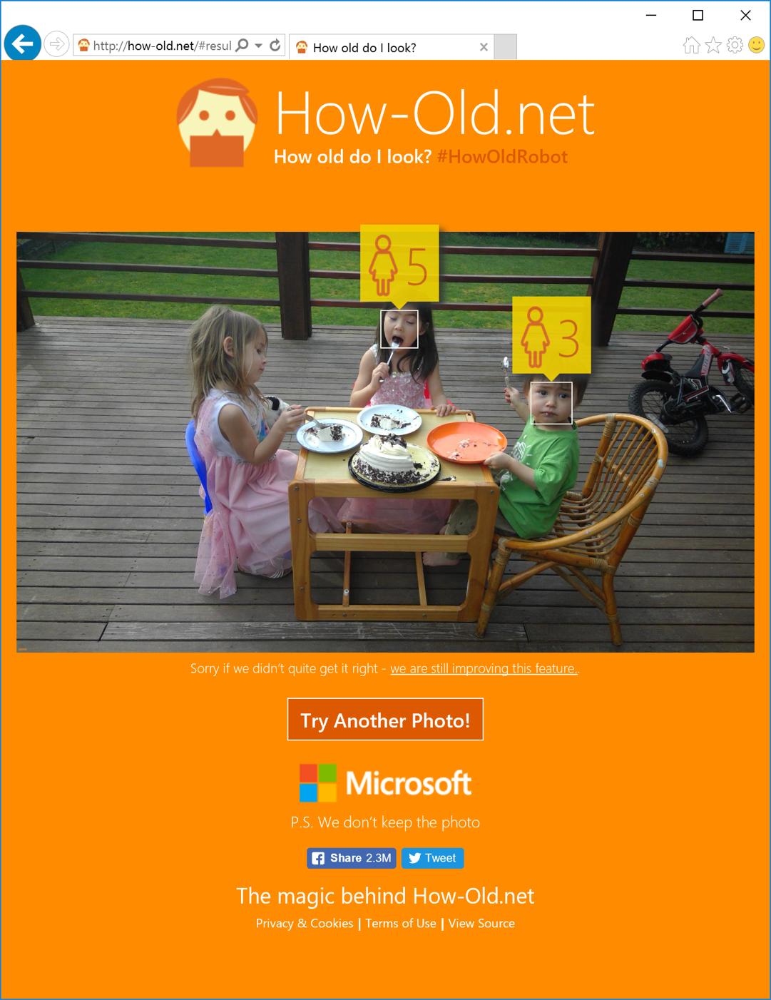 http://how-old.net/#resul
How old do I look?
How-Old.net
How old do I look? #HowOldRobot
5
3
Sorry if we didn't quite get it right - we are still improving this feature..
Try Another Photo!
Microsoft
P.S. We don't keep the photo
Share 2.3M
Tweet
The magic behind How-Old.net
Privacy & Cookies | Terms of Use | View Source